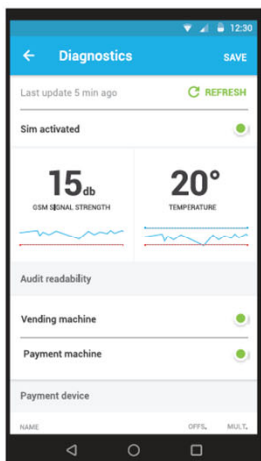 12:30
Diagnostics SAVE
Last update 5 min ago REFRESH
Sim activated
15db 20°
GSM SIGNAL STRENGTH TEMPERATURE
Audit readability
Vending machine
Payment machine
Payment device
NAME OFFS. MULT.